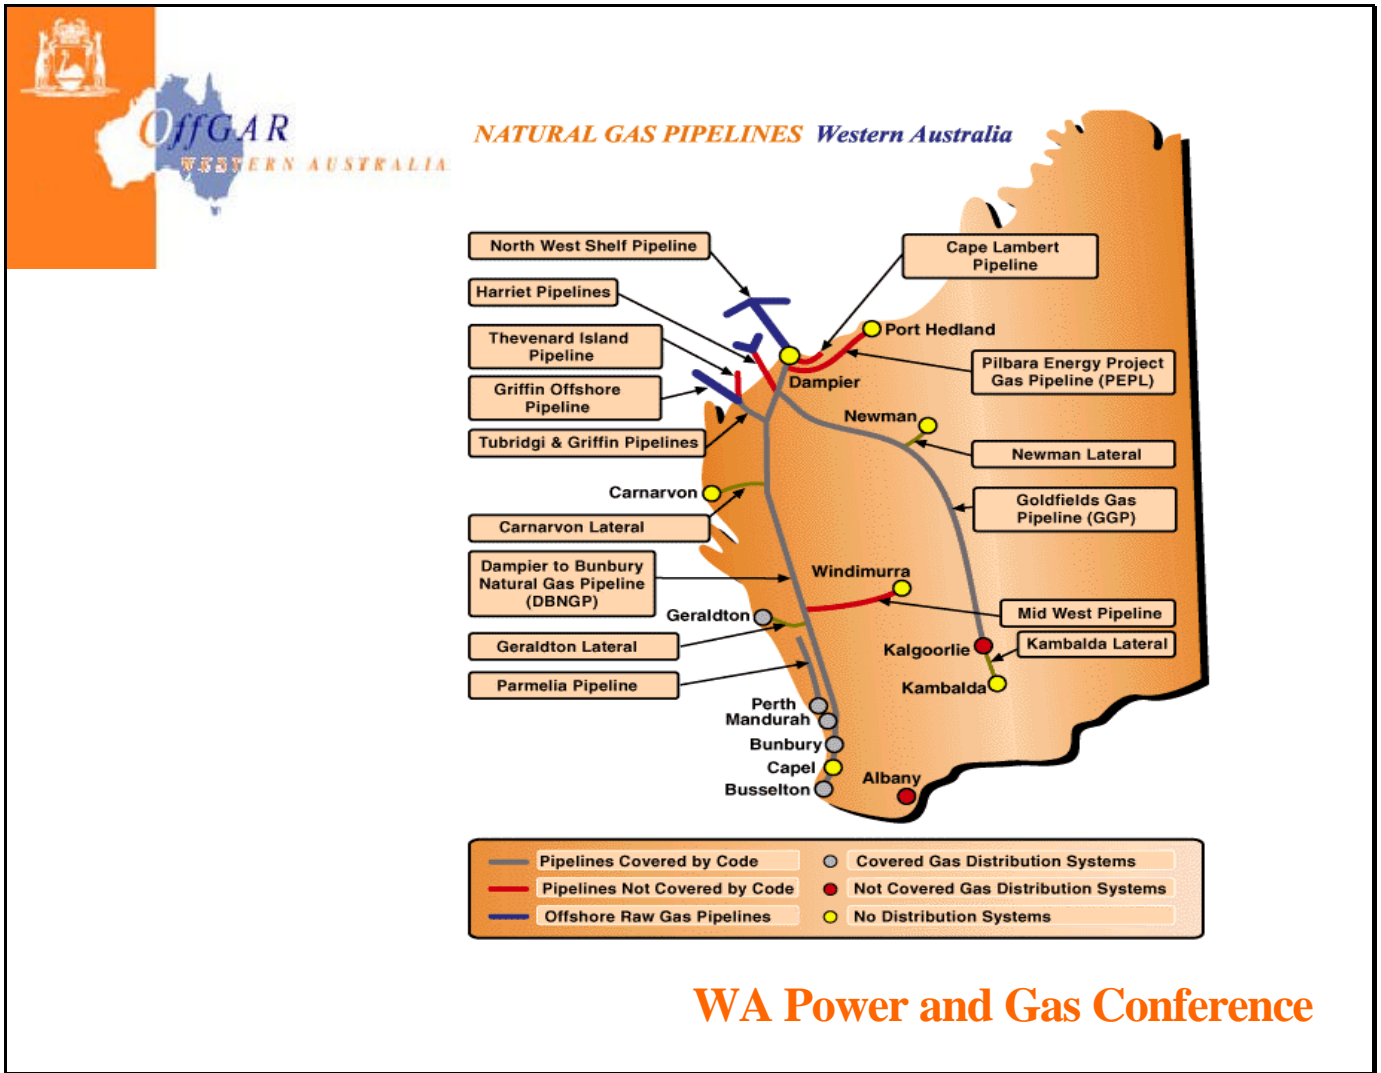 OffGAR
WESTERN AUSTRALIA
NATURAL GAS PIPELINES Western Australia
North West Shelf Pipeline
Cape Lambert
Pipeline
Harriet Pipelines
Port Hedland
Thevenard Island
Pipeline
Pilbara Energy Project
Gas Pipeline (PEPL)
Dampier
Griffin Offshore
Pipeline
Newman
Tubridgi & Griffin Pipelines
Newman Lateral
Carnarvon
Goldfields Gas
Pipeline (GGP)
Carnarvon Lateral
Dampier to Bunbury
Natural Gas Pipeline
(DBNGP)
Windimurra
Mid West Pipeline
Geraldton
Geraldton Lateral
Kalgoorlie
Kambalda Lateral
Parmelia Pipeline
Kambalda
Perth
Mandurah
Bunbury
Capel
Albany
Busselton
Pipelines Covered by Code
Covered Gas Distribution Systems
Pipelines Not Covered by Code
Not Covered Gas Distribution Systems
Offshore Raw Gas Pipelines
No Distribution Systems
WA Power and Gas Conference